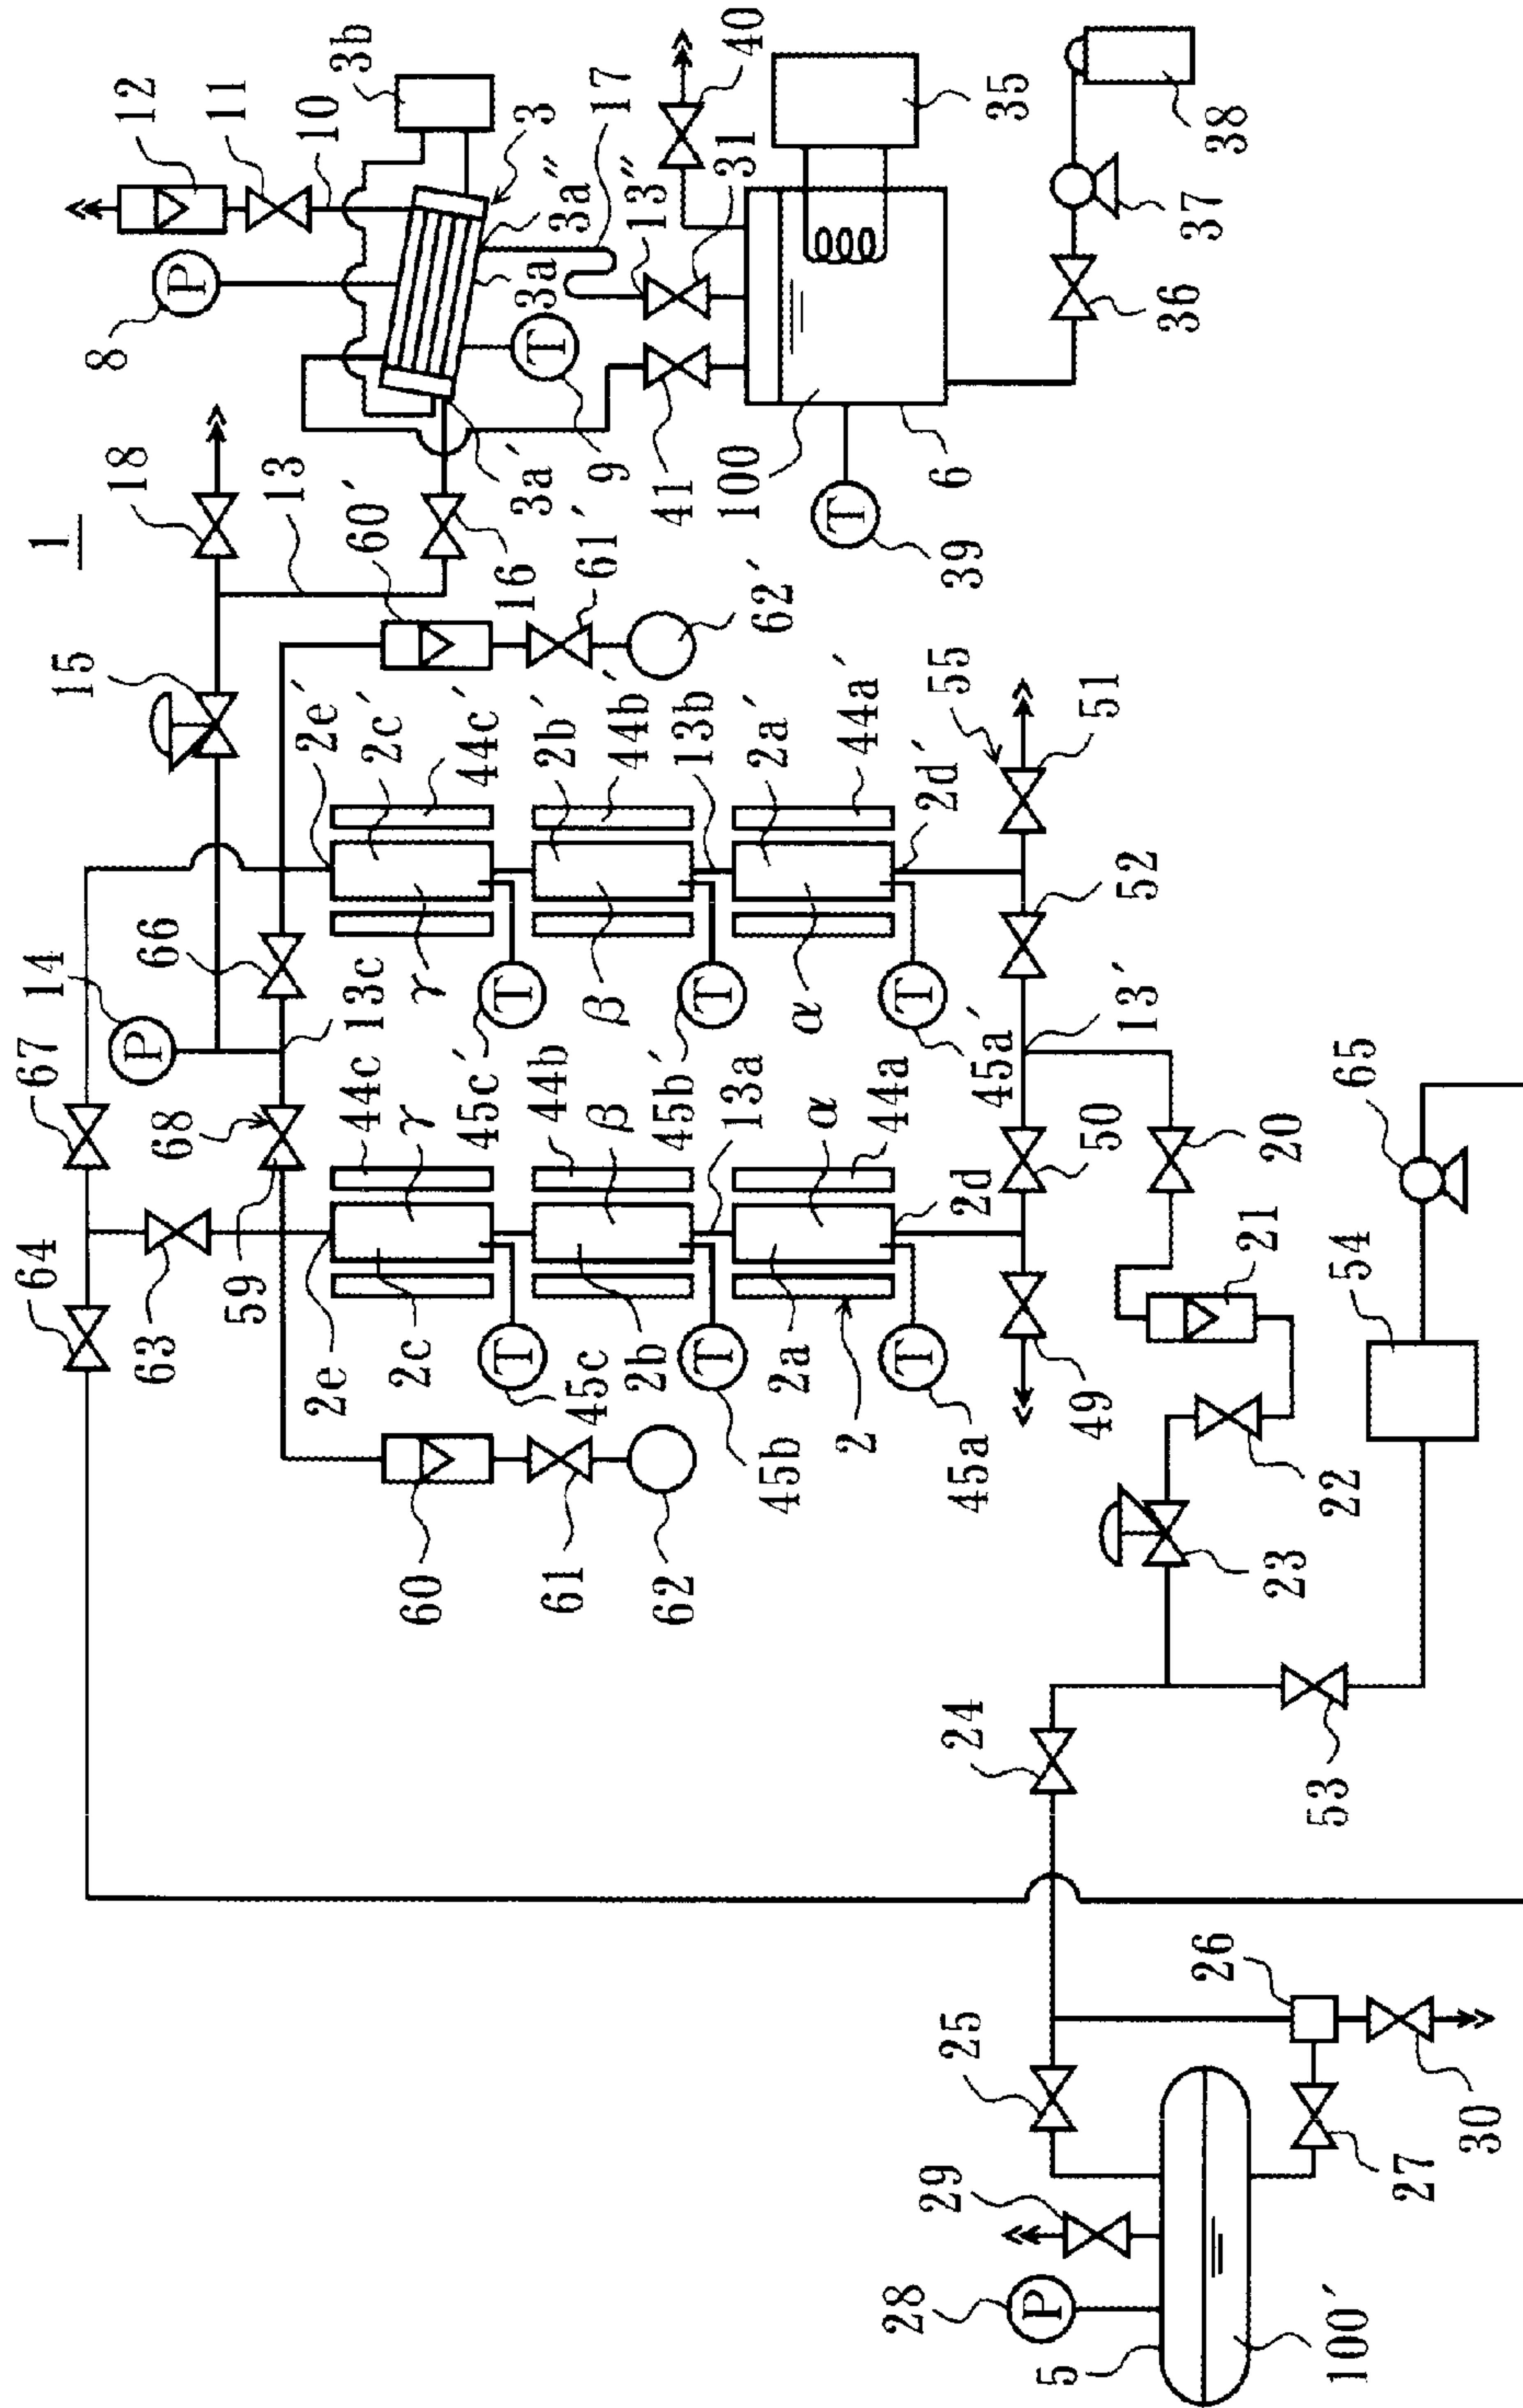 1
12
11
10
3b
3
3a″
17
40
35
38
37
36
31
13″
3a
P
8
T
9
3a′
41
100
6
T
39
18
13
60′
16
61′
62′
15
2e′
2c′
44c′
2b′
44b′
13b
2a′
44a′
2d′
55
51
52
66
γ
β
α
T
T
T
45c′
45b′
45a′
14
P
13c
13′
67
68
59
44c
γ
44b
β
13a
44a
α
2d
50
20
65
64
63
2e
2c
2b
2a
2
T
T
T
45c
45b
45a
49
21
54
60
61
62
22
23
24
53
25
26
30
27
29
28
P
5
100′